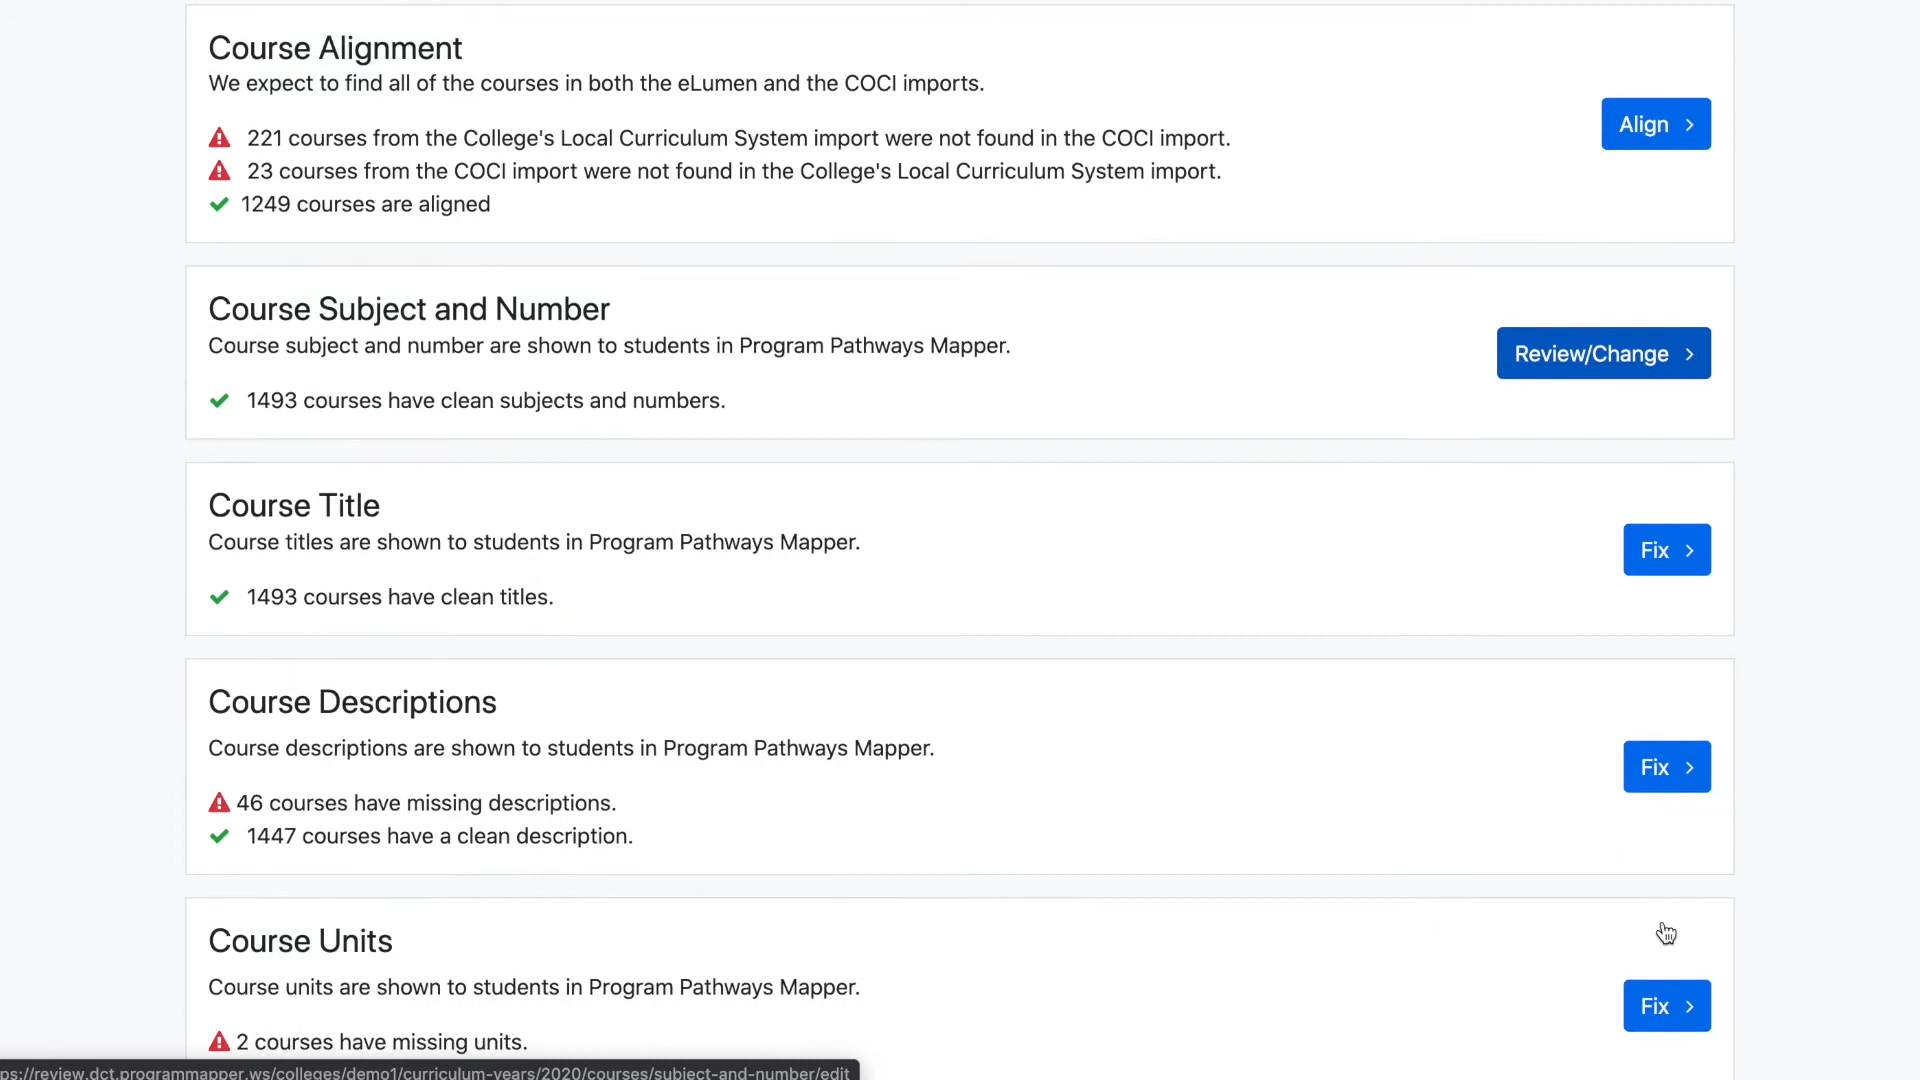 Course Alignment
We expect to find all of the courses in both the eLumen and the COCI imports.
221 courses from the College's Local Curriculum System import were not found in the COCI import.
Align
23 courses from the COCI import were not found in the College's Local Curriculum System import.
1249 courses are aligned
Course Subject and Number
Course subject and number are shown to students in Program Pathways Mapper.
Review/Change
1493 courses have clean subjects and numbers.
Course Title
Course titles are shown to students in Program Pathways Mapper.
Fix
1493 courses have clean titles.
Course Descriptions
Course descriptions are shown to students in Program Pathways Mapper.
Fix
46 courses have missing descriptions.
1447 courses have a clean description.
Course Units
Course units are shown to students in Program Pathways Mapper.
Fix
2 courses have missing units.
ps://review.dct.programmapper.ws/colleges/demo1/curriculum-years/2020/courses/subject-and-number/edit